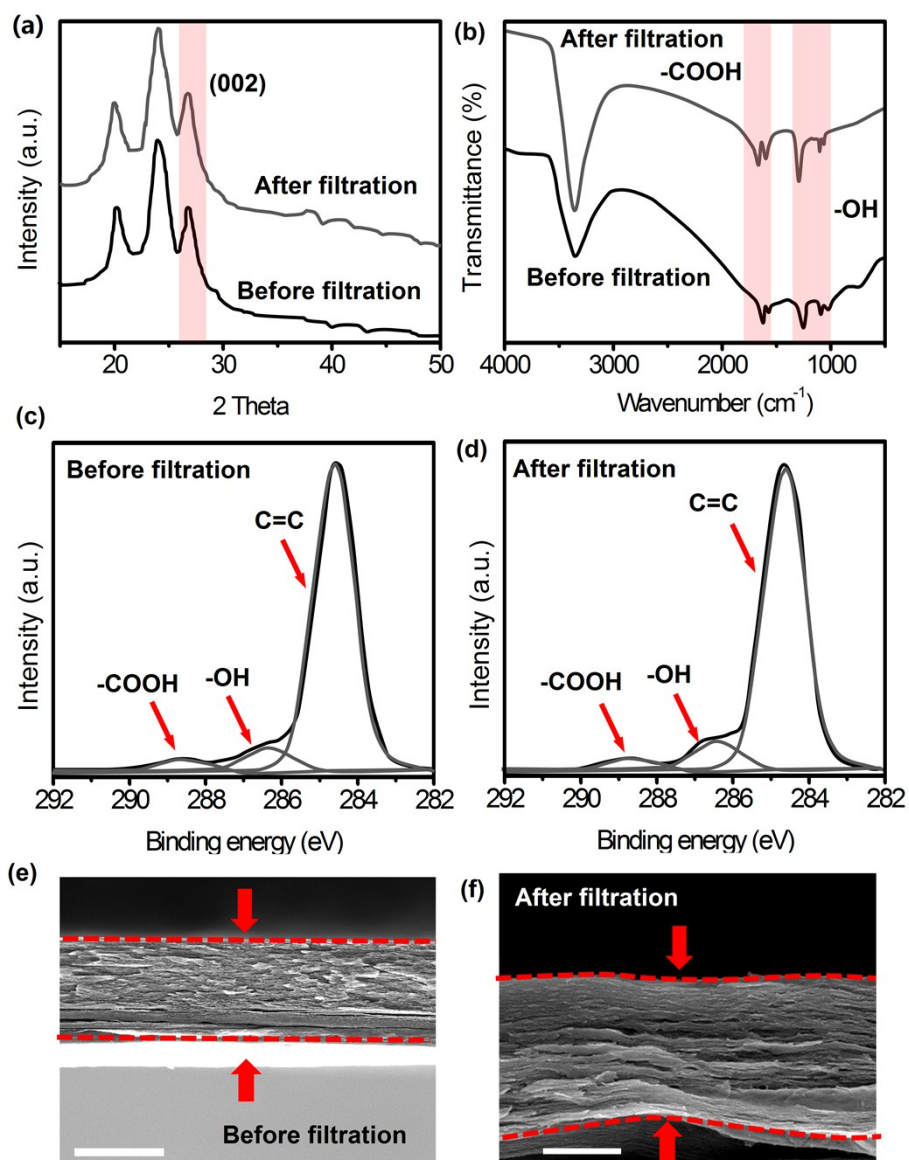 (a)
(002)
After filtration
Before filtration
Intensity (a.u.)
20
30
40
50
2 Theta
(b)
After filtration
-COOH
-OH
Before filtration
Transmittance (%)
4000
3000
2000
1000
Wavenumber (cm⁻¹)
(c)
Before filtration
C=C
-COOH
-OH
Intensity (a.u.)
292
290
288
286
284
282
Binding energy (eV)
(d)
After filtration
C=C
-COOH
-OH
Intensity (a.u.)
292
290
288
286
284
282
Binding energy (eV)
(e)
Before filtration
(f)
After filtration